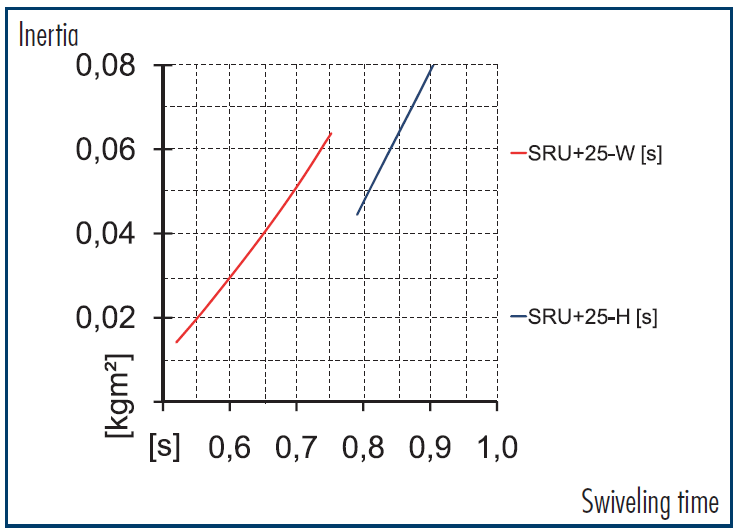 Inertia
0,08
0,06
SRU+25-W [s]
0,04
0,02
SRU+25-H [s]
[kgm²]
[s] 0,6 0,7 0,8 0,9 1,0
Swiveling time